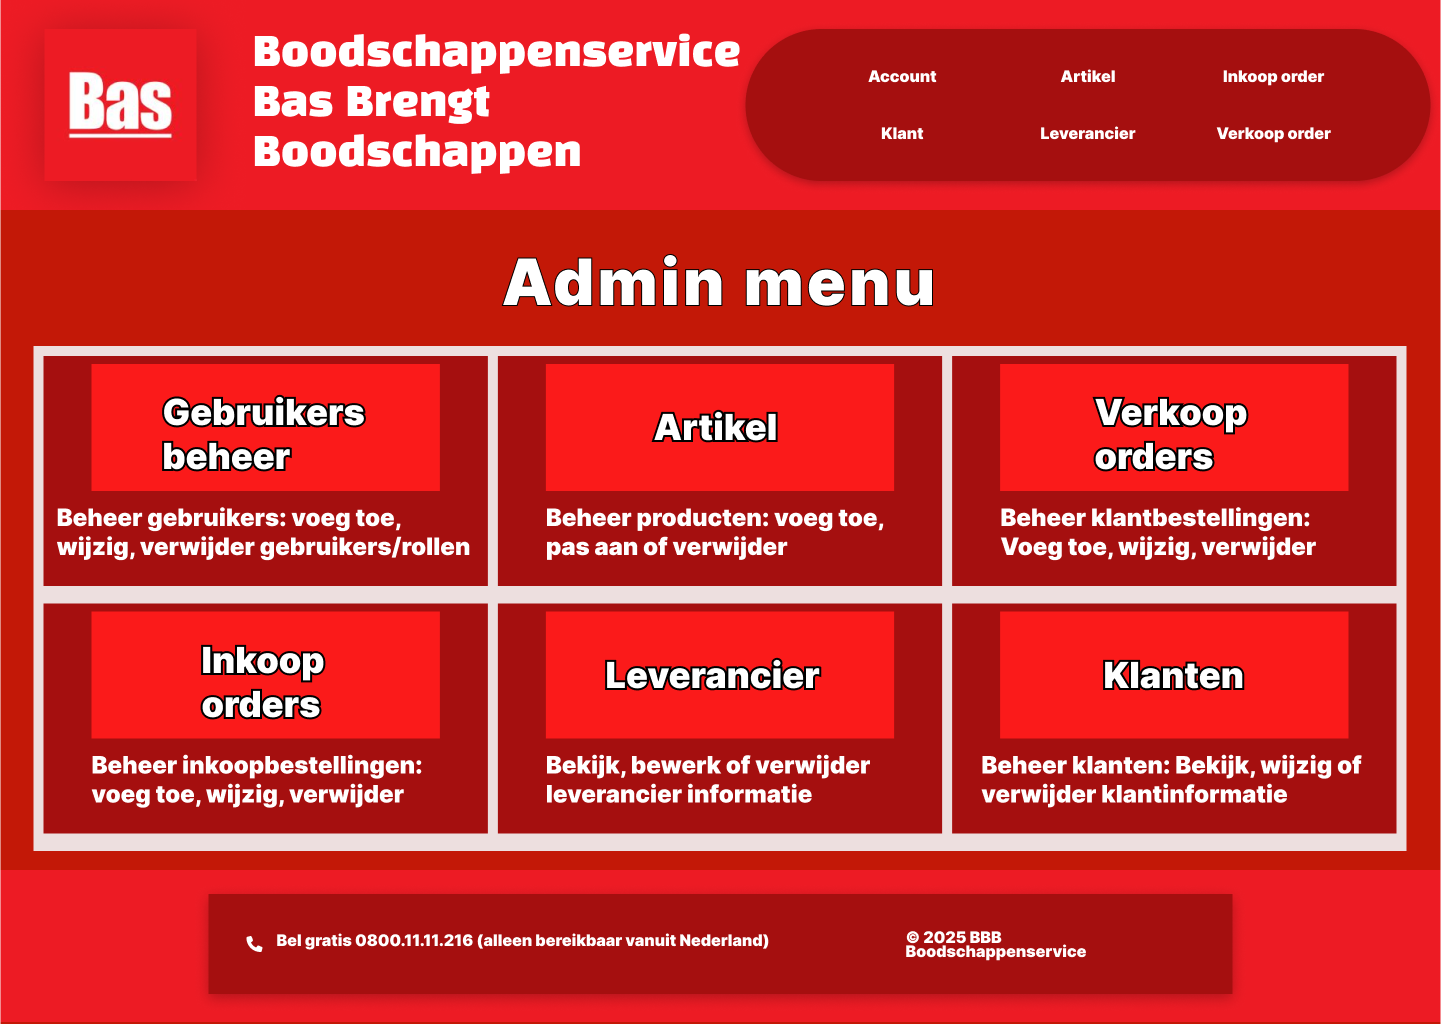 Bas
Boodschappenservice
Bas Brengt
Boodschappen
Account
Artikel
Inkoop order
Klant
Leverancier
Verkoop order
Admin menu
Gebruikers
beheer
Beheer gebruikers: voeg toe,
wijzig, verwijder gebruikers/rollen
Artikel
Beheer producten: voeg toe,
pas aan of verwijder
Verkoop
orders
Beheer klantbestellingen:
Voeg toe, wijzig, verwijder
Inkoop
orders
Beheer inkoopbestellingen:
voeg toe, wijzig, verwijder
Leverancier
Bekijk, bewerk of verwijder
leverancier informatie
Klanten
Beheer klanten: Bekijk, wijzig of
verwijder klantinformatie
Bel gratis 0800.11.11.216 (alleen bereikbaar vanuit Nederland)
© 2025 BBB
Boodschappenservice